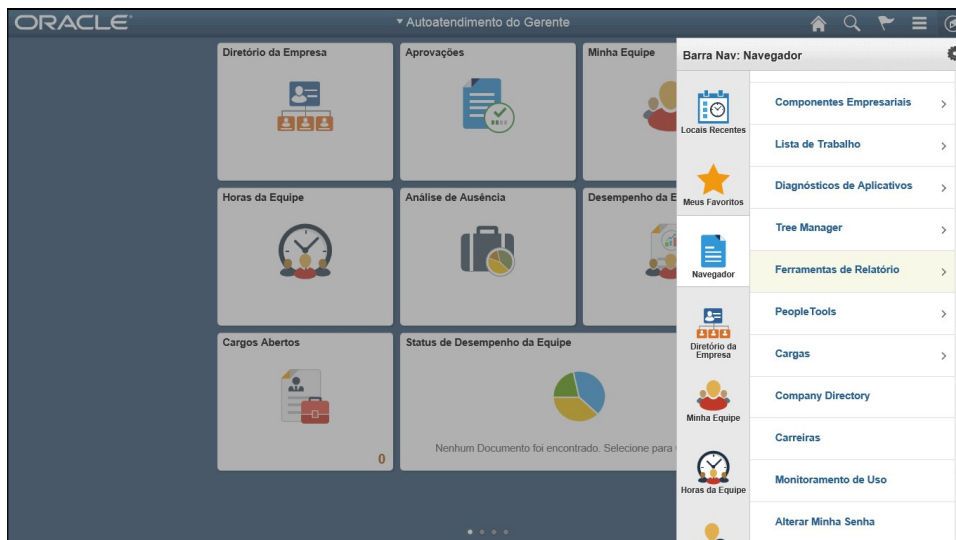 ORACLE
Autoatendimento do Gerente
Diretório da Empresa
Aprovações
Minha Equipe
Horas da Equipe
Análise de Ausência
Desempenho da E
Cargos Abertos
0
Status de Desempenho da Equipe
Nenhum Documento foi encontrado. Selecione para
Barra Nav: Navegador
Locais Recentes
Meus Favoritos
Navegador
Diretório da
Empresa
Minha Equipe
Horas da Equipe
Componentes Empresariais
Lista de Trabalho
Diagnósticos de Aplicativos
Tree Manager
Ferramentas de Relatório
PeopleTools
Cargas
Company Directory
Carreiras
Monitoramento de Uso
Alterar Minha Senha